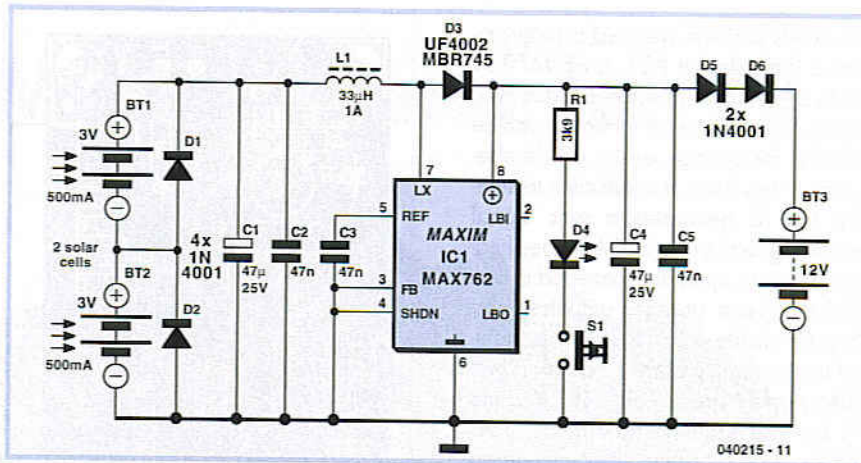 D3
UF4002
MBR745
L1
33µH
1A
D5
D6
2x
1N4001
R1
3k9
BT1
3V
500mA
D1
2 solar
cells
4x
1N
4001
BT2
3V
500mA
D2
C1
47µ
25V
C2
47n
C3
47n
7
8
LX
5
REF
MAXIM
IC1
MAX762
LBI
2
3
FB
4
SHDN
LBO
1
6
D4
S1
C4
47µ
25V
C5
47n
BT3
12V
040215 - 11